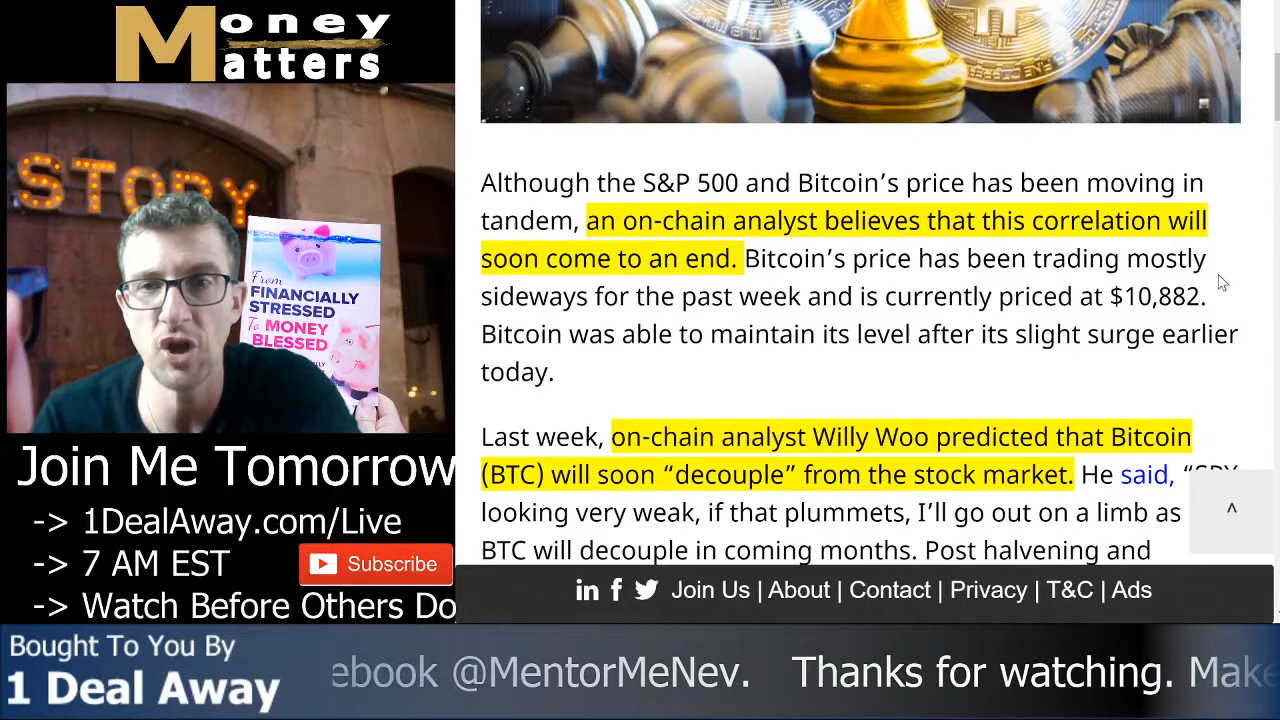 Money
Matters
STORY
From
FINANCIALLY
STRESSED
To MONEY
BLESSED
Join Me Tomorrow
-> 1DealAway.com/Live
-> 7 AM EST
Subscribe
-> Watch Before Others Do
Although the S&P 500 and Bitcoin’s price has been moving in
tandem, an on-chain analyst believes that this correlation will
soon come to an end. Bitcoin’s price has been trading mostly
sideways for the past week and is currently priced at $10,882.
Bitcoin was able to maintain its level after its slight surge earlier
today.
Last week, on-chain analyst Willy Woo predicted that Bitcoin
(BTC) will soon “decouple” from the stock market. He said, “SPY
looking very weak, if that plummets, I’ll go out on a limb as
BTC will decouple in coming months. Post halvening and
^
in f Join Us | About | Contact | Privacy | T&C | Ads
Bought To You By
1 Deal Away
ebook @MentorMeNev. Thanks for watching. Make